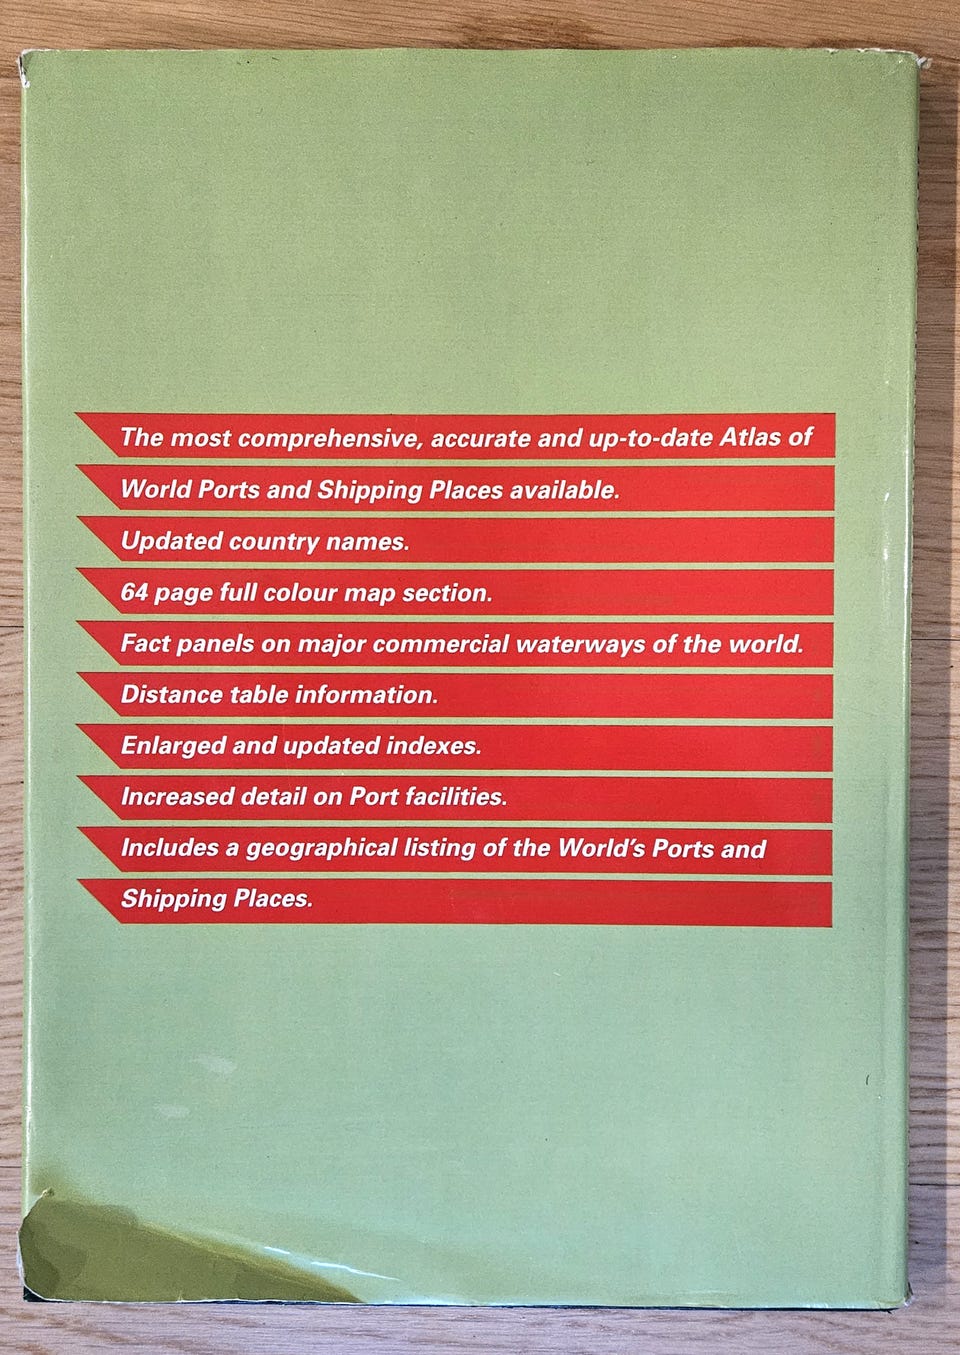 The most comprehensive, accurate and up-to-date Atlas of
World Ports and Shipping Places available.
Updated country names.
64 page full colour map section.
Fact panels on major commercial waterways of the world.
Distance table information.
Enlarged and updated indexes.
Increased detail on Port facilities.
Includes a geographical listing of the World's Ports and
Shipping Places.